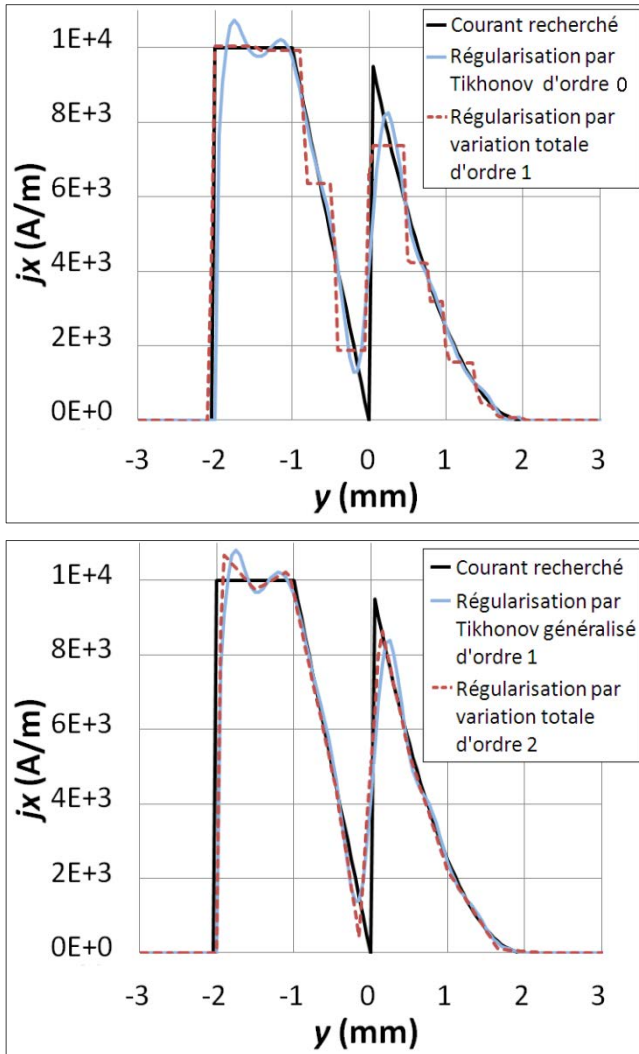 Courant recherché
Régularisation par
Tikhonov d'ordre 0
Régularisation par
variation totale
d'ordre 1
jx (A/m)
1E+4
8E+3
6E+3
4E+3
2E+3
0E+0
-3 -2 -1 0 1 2 3
y (mm)
Courant recherché
Régularisation par
Tikhonov généralisé
d'ordre 1
Régularisation par
variation totale
d'ordre 2
jx (A/m)
1E+4
8E+3
6E+3
4E+3
2E+3
0E+0
-3 -2 -1 0 1 2 3
y (mm)